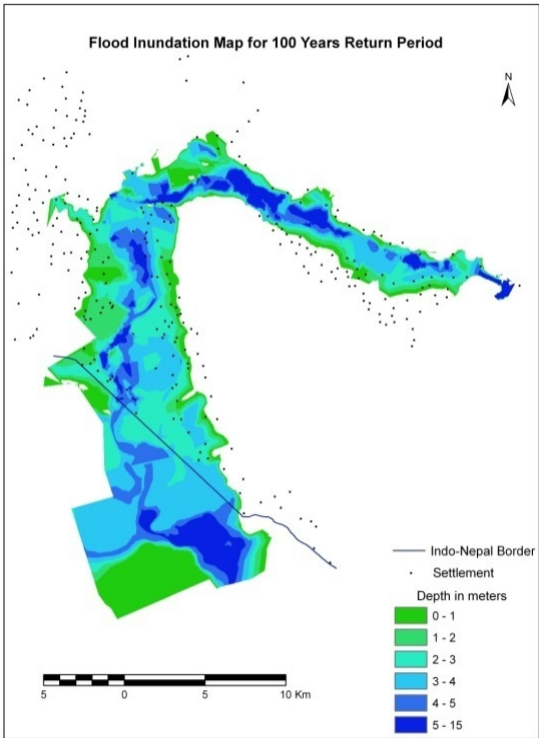 Flood Inundation Map for 100 Years Return Period
N
Indo-Nepal Border
Settlement
Depth in meters
0 - 1
1 - 2
2 - 3
3 - 4
4 - 5
5 - 15
5 0 5 10 Km